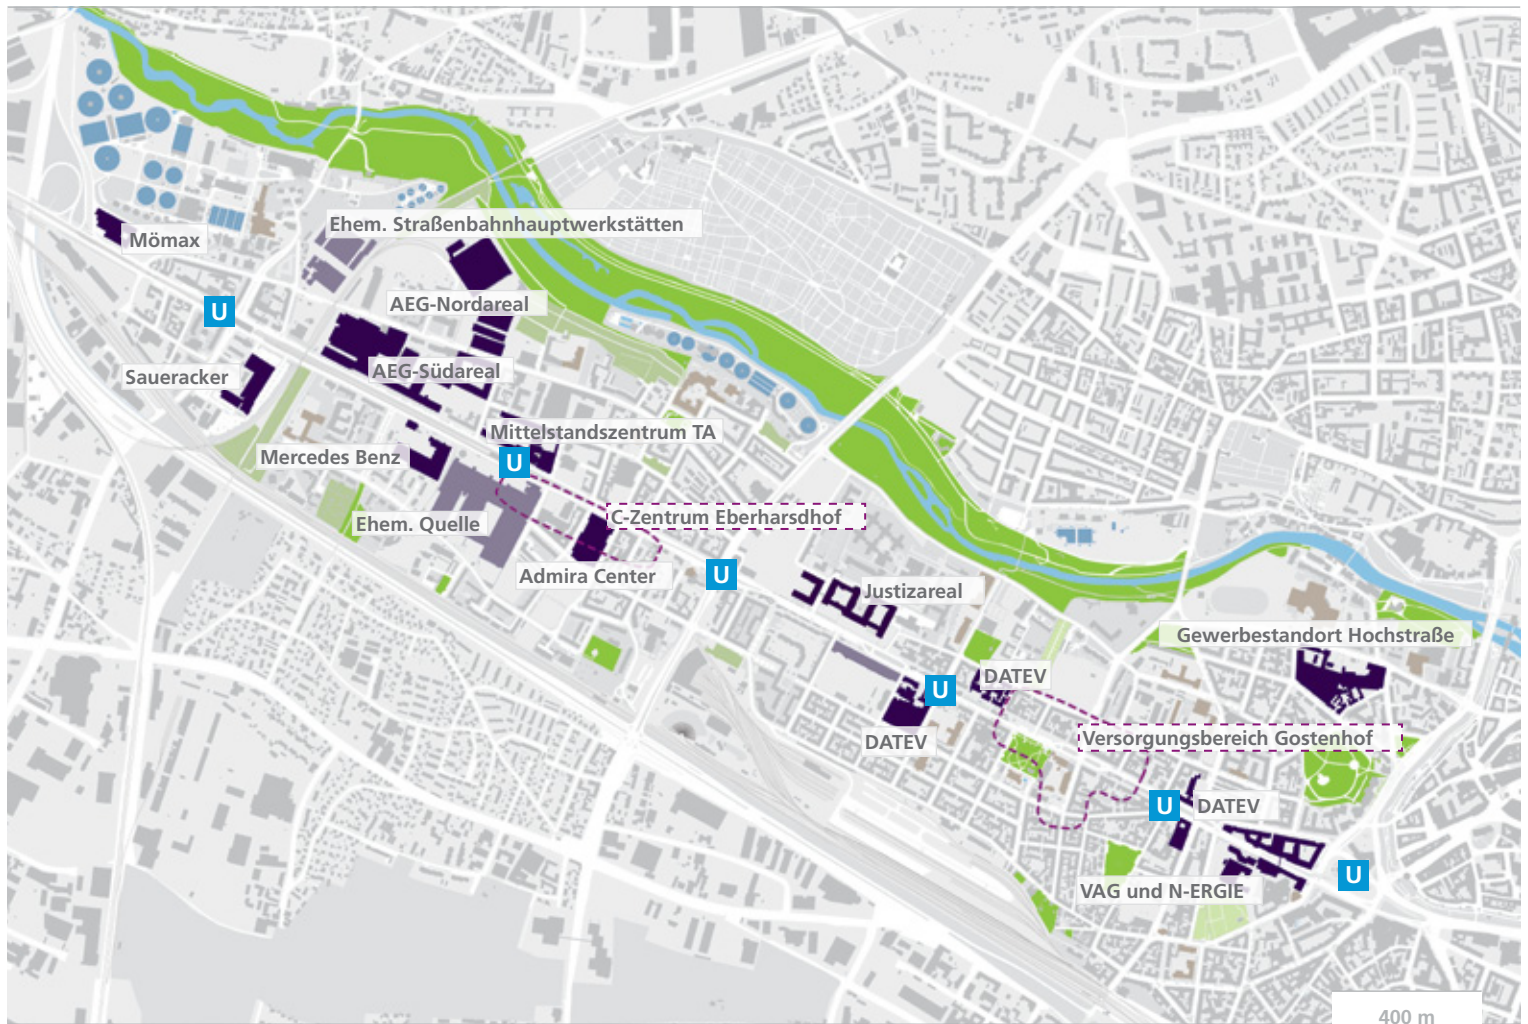 Ehem. Straßenbahnhauptwerkstätten
Mömax
AEG-Nordareal
U
AEG-Südareal
Saueracker
Mittelstandszentrum TA
Mercedes Benz
U
C-Zentrum Eberharsdhof
Ehem. Quelle
Admira Center
U
Justizareal
Gewerbestandort Hochstraße
DATEV
U
DATEV
Versorgungsbereich Gostenhof
U
DATEV
U
VAG und N-ERGIE
400 m